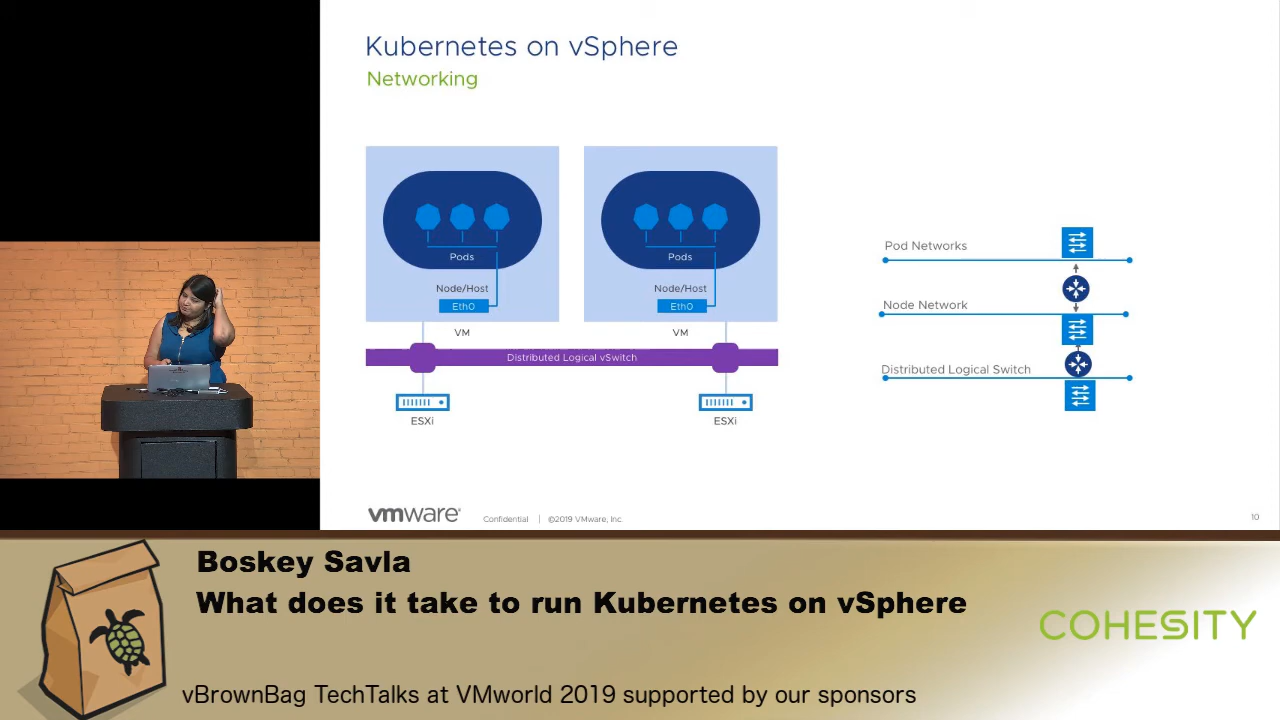 Kubernetes on vSphere
Networking
Pods
Node/Host
Eth0
VM
Pods
Node/Host
Eth0
VM
Distributed Logical vSwitch
ESXi
ESXi
Pod Networks
Node Network
Distributed Logical Switch
vmware®
Confidential | ©2019 VMware, Inc.
10
Boskey Savla
What does it take to run Kubernetes on vSphere
COHESITY
vBrownBag TechTalks at VMworld 2019 supported by our sponsors